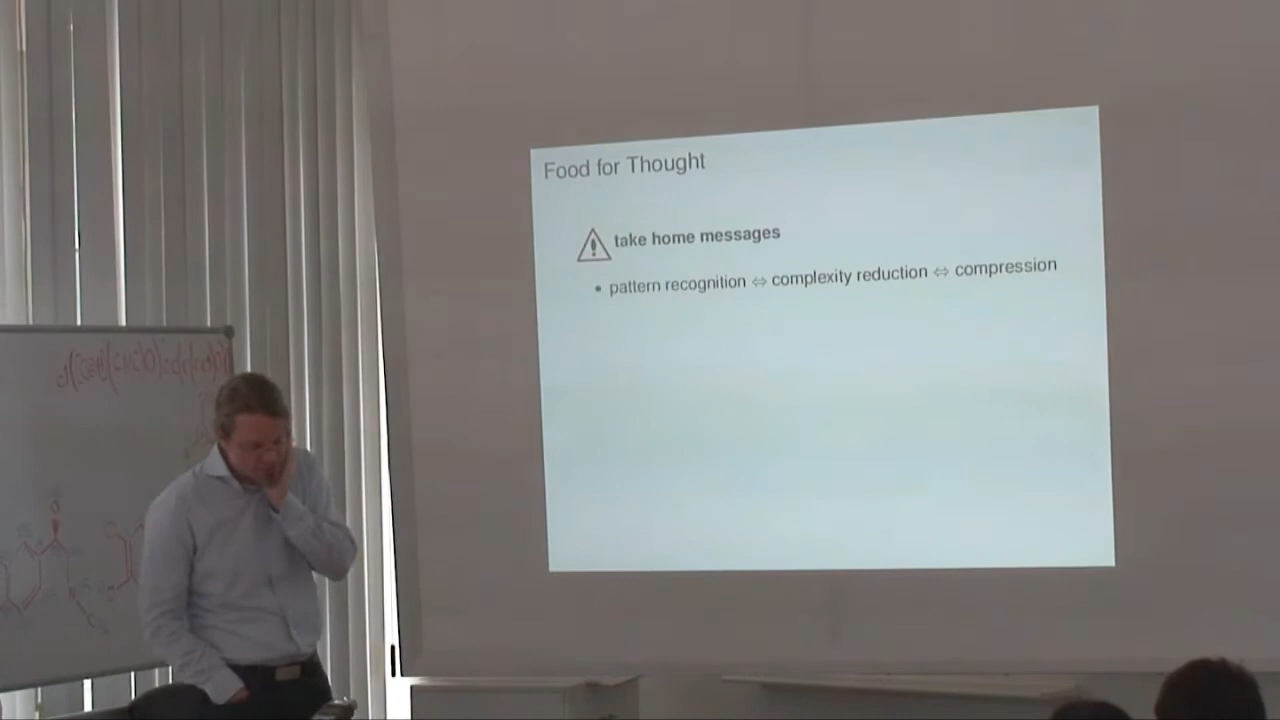 Food for Thought
take home messages
• pattern recognition ⇔ complexity reduction ⇔ compression